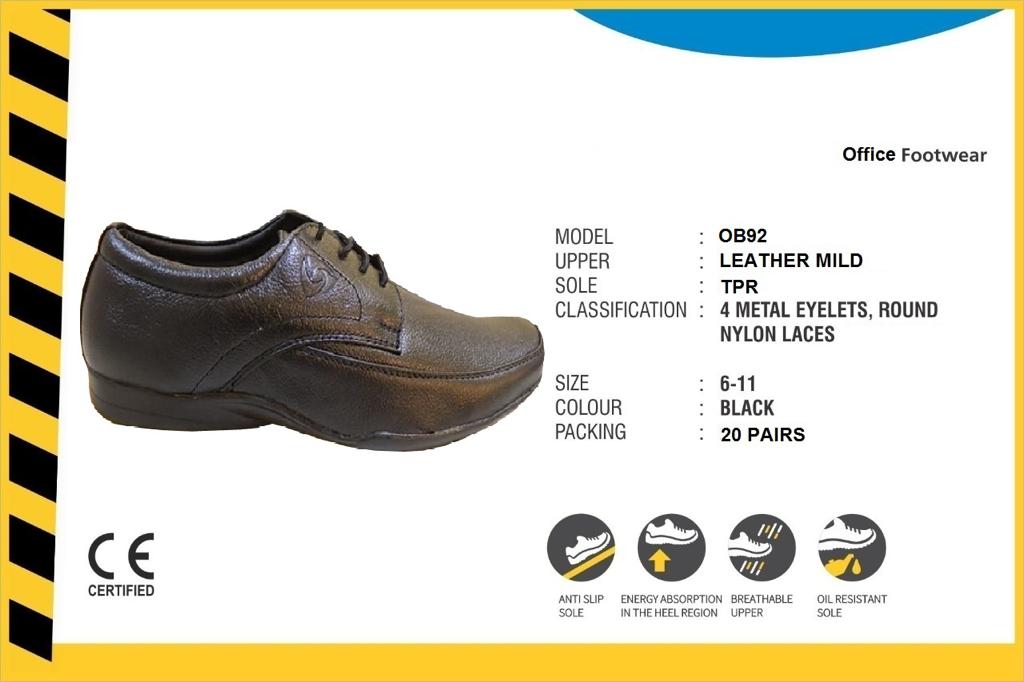 Office Footwear
MODEL : OB92
UPPER : LEATHER MILD
SOLE : TPR
CLASSIFICATION : 4 METAL EYELETS, ROUND
NYLON LACES
SIZE : 6-11
COLOUR : BLACK
PACKING : 20 PAIRS
CE
CERTIFIED
ANTI SLIP
SOLE
ENERGY ABSORPTION
IN THE HEEL REGION
BREATHABLE
UPPER
OIL RESISTANT
SOLE